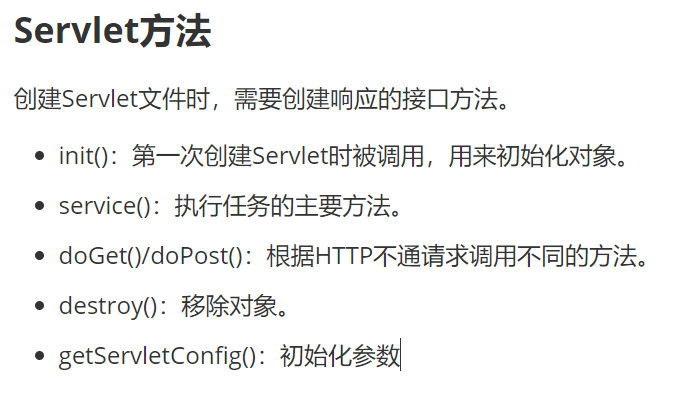 Servlet方法
创建Servlet文件时，需要创建响应的接口方法。
• init()：第一次创建Servlet时被调用，用来初始化对象。
• service()：执行任务的主要方法。
• doGet()/doPost()：根据HTTP不通请求调用不同的方法。
• destroy()：移除对象。
• getServletConfig()：初始化参数